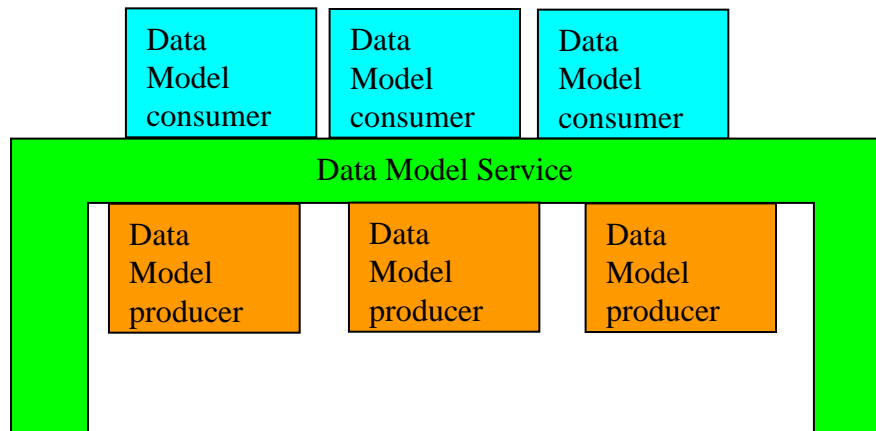 Data
Model
consumer
Data
Model
consumer
Data
Model
consumer
Data Model Service
Data
Model
producer
Data
Model
producer
Data
Model
producer